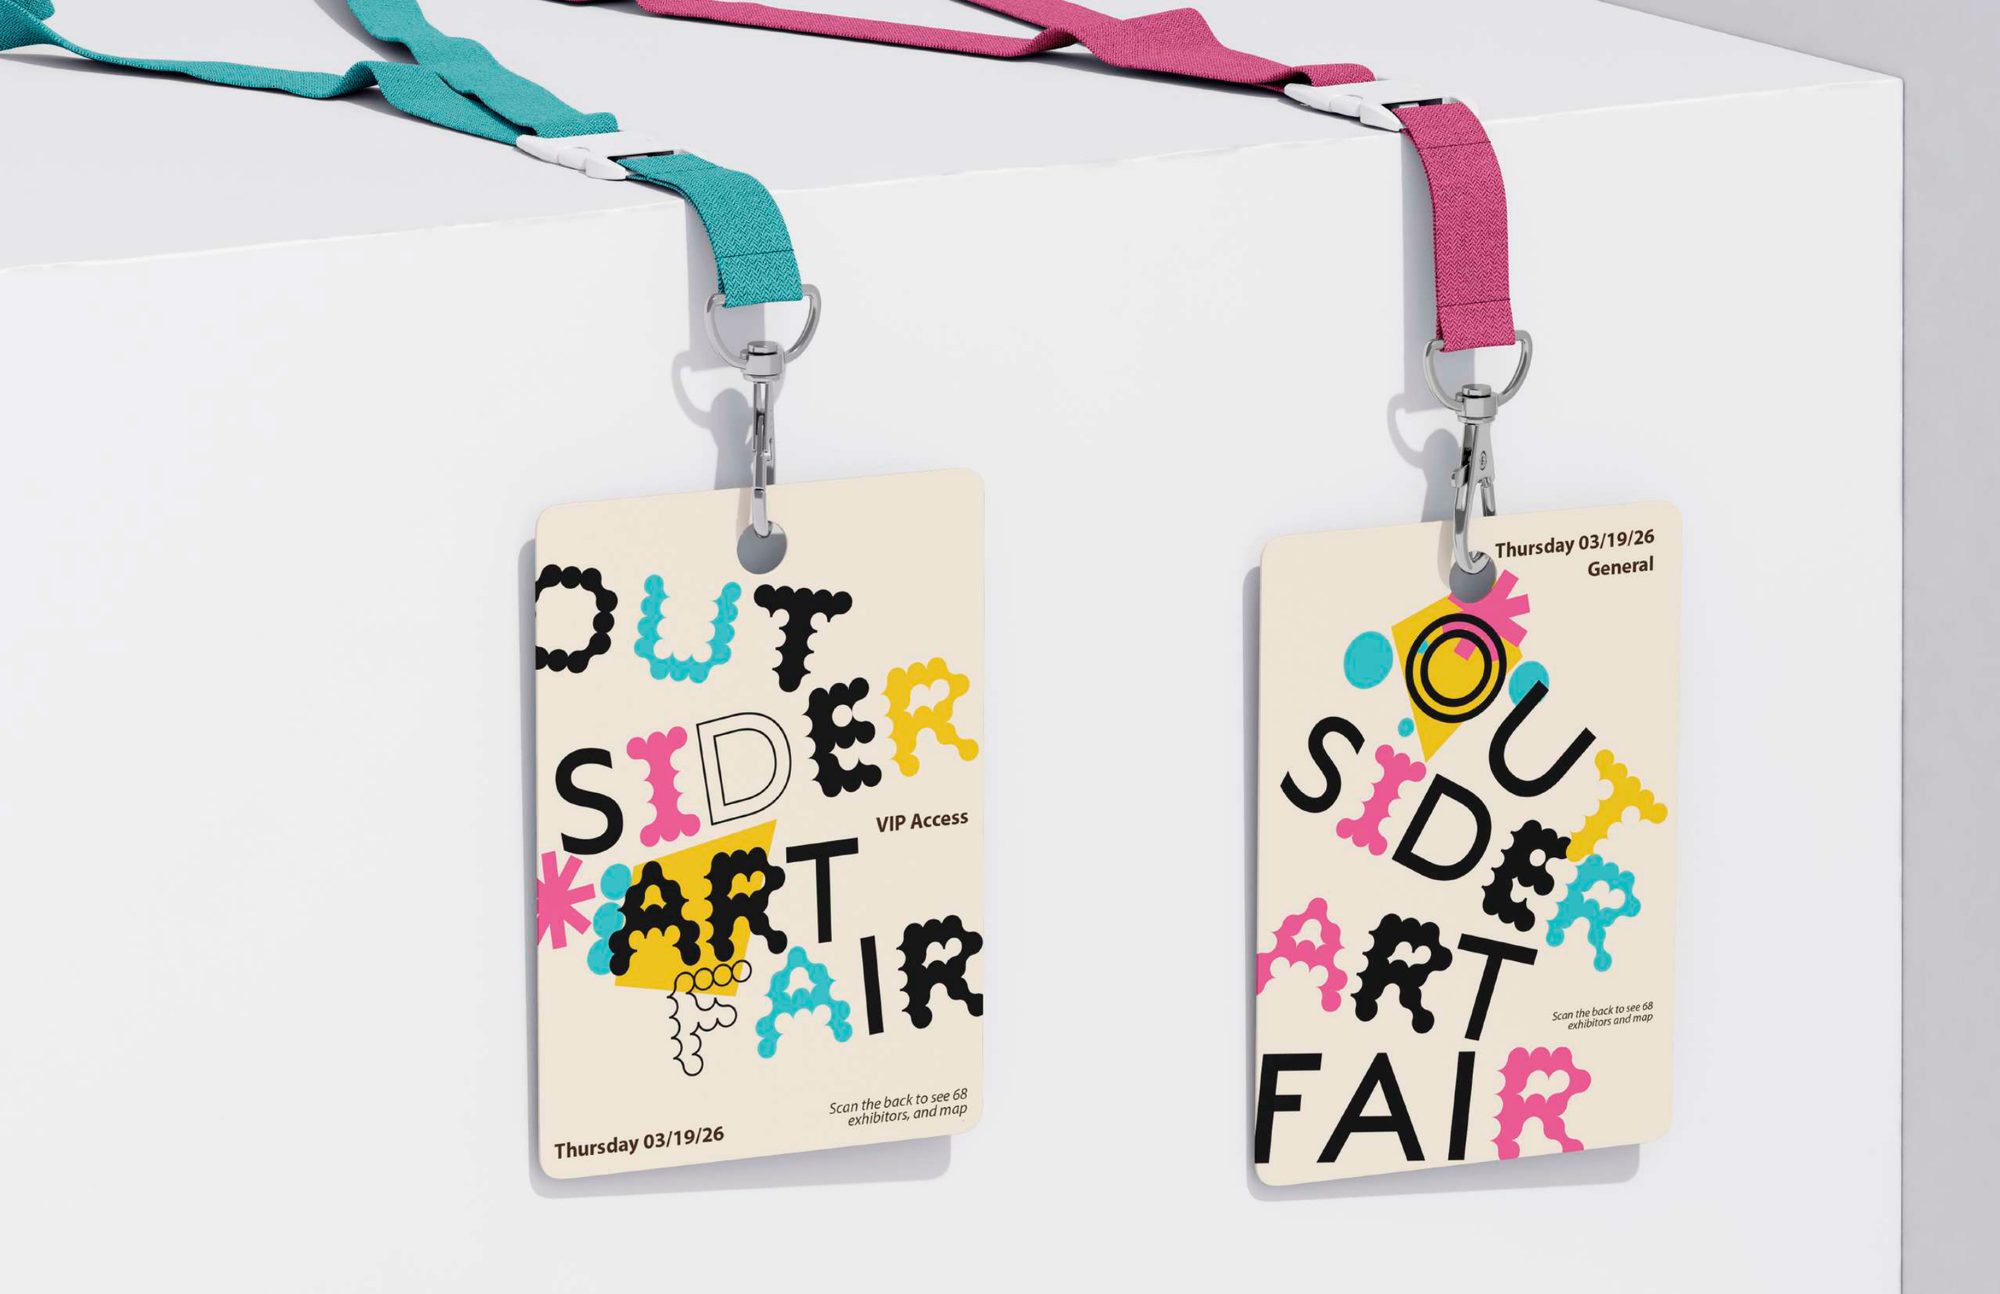 OUT
SIDER
VIP Access
ART
FAIR
Scan the back to see 68
exhibitors, and map
Thursday 03/19/26
Thursday 03/19/26
General
OUT
SIDER
ART
Scan the back to see 68
exhibitors and map
FAIR